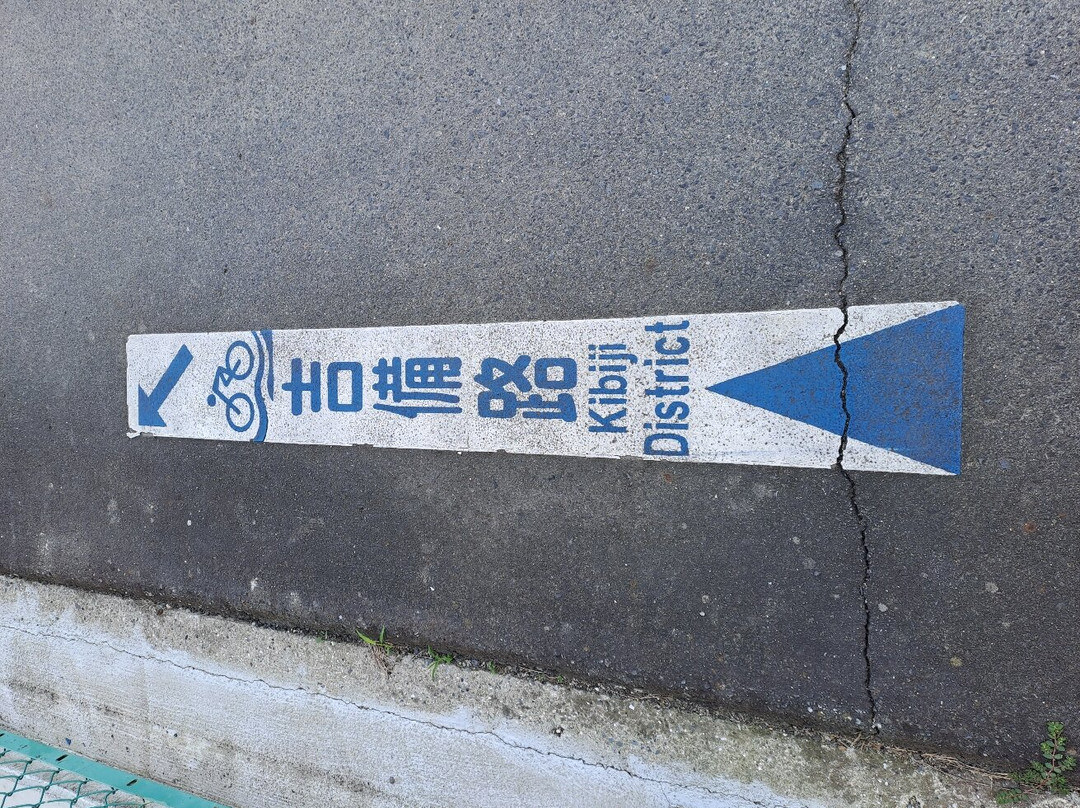 吉備路
Kibiji
District